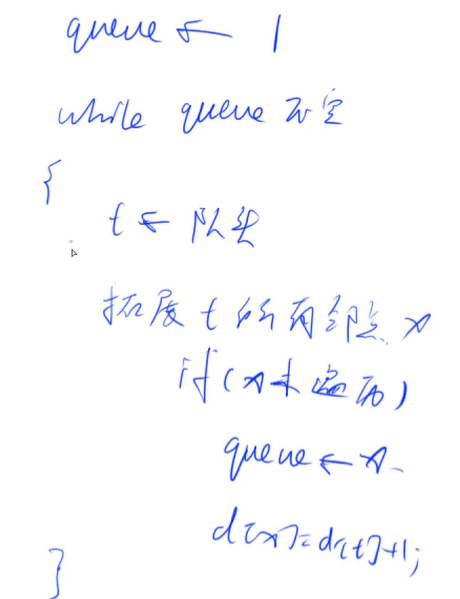 queue ← 1
while queue 不空
{
t ← 队头
拓展 t 所有邻点 x
if (x未遍历)
queue ← x
d[x]=d[t]+1;
}